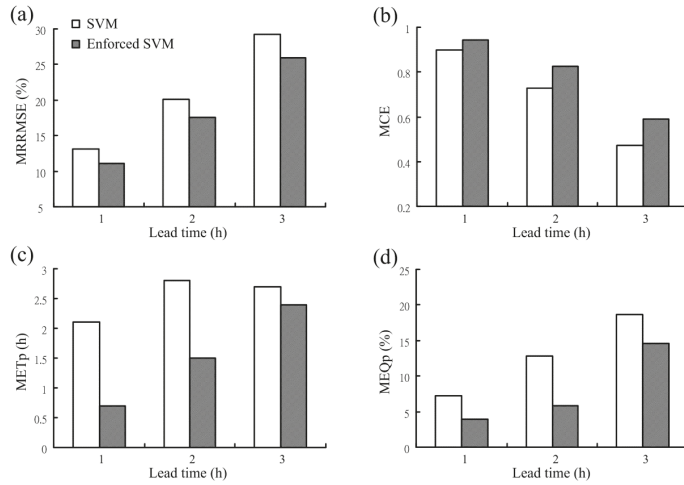 (a)
SVM
Enforced SVM
MRRMSE (%)
30
25
20
15
10
5
1 2 3
Lead time (h)
(b)
MCE
1
0.8
0.6
0.4
0.2
1 2 3
Lead time (h)
(c)
METp (h)
3
2.5
2
1.5
1
0.5
0
1 2 3
Lead time (h)
(d)
MEQp (%)
25
20
15
10
5
0
1 2 3
Lead time (h)